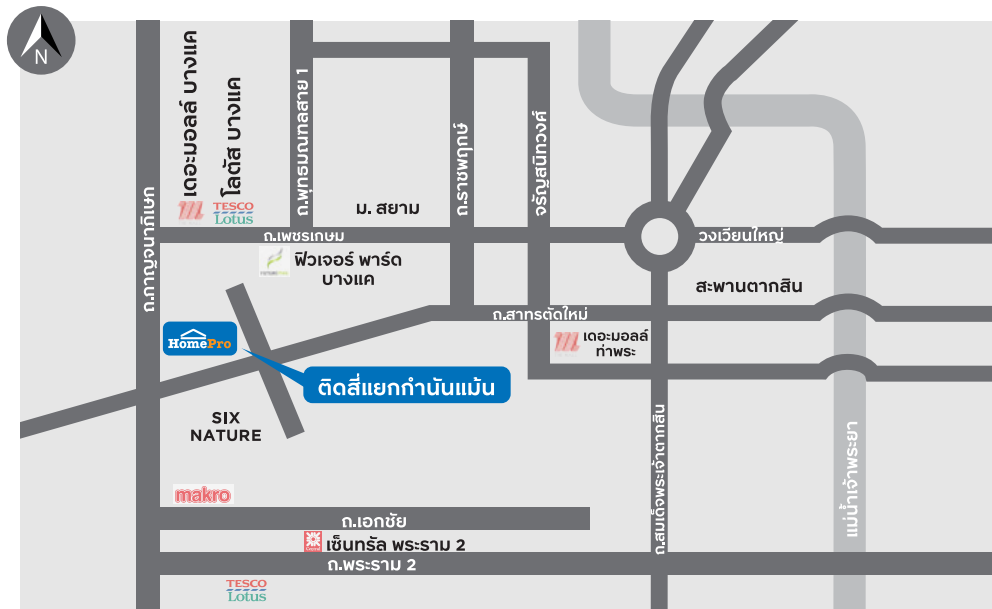 N
เดอะมอลล์ บางแค
โลตัส บางแค
ถ.พุทธมณฑลสาย 1
ถ.ราชพฤกษ์
จรัญสนิทวงศ์
ถ.กาญจนาภิเษก
TESCO
Lotus
ม. สยาม
ถ.เพชรเกษม
วงเวียนใหญ่
ฟิวเจอร์ พาร์ด
บางแค
สะพานตากสิน
ถ.สาทรตัดใหม่
HomePro
เดอะมอลล์
ท่าพระ
ติดสี่แยกกำนันแม้น
SIX
NATURE
ถ.สมเด็จพระเจ้าตากสิน
แม่น้ำเจ้าพระยา
makro
ถ.เอกชัย
เซ็นทรัล พระราม 2
ถ.พระราม 2
TESCO
Lotus